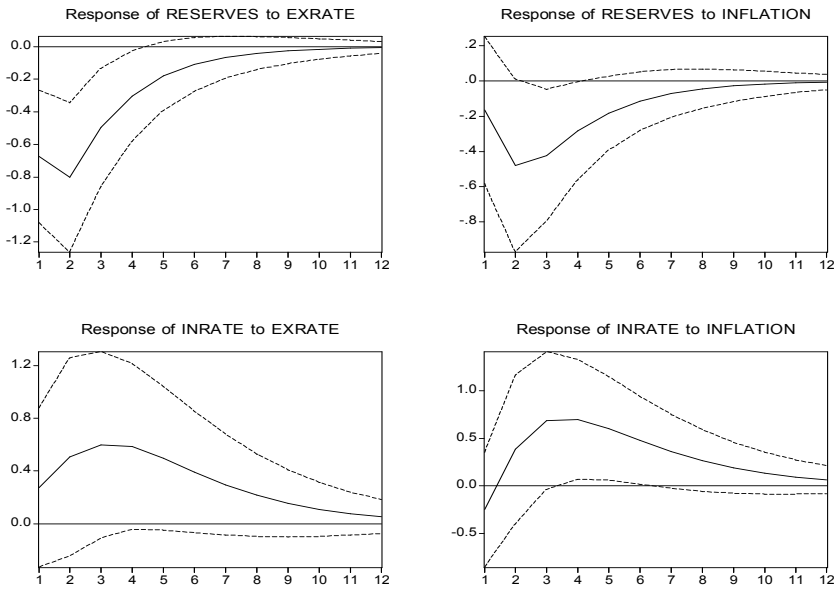 Response of RESERVES to EXRATE
0.0
-0.2
-0.4
-0.6
-0.8
-1.0
-1.2
1 2 3 4 5 6 7 8 9 10 11 12
Response of RESERVES to INFLATION
.2
.0
-.2
-.4
-.6
-.8
1 2 3 4 5 6 7 8 9 10 11 12
Response of INRATE to EXRATE
1.2
0.8
0.4
0.0
1 2 3 4 5 6 7 8 9 10 11 12
Response of INRATE to INFLATION
1.0
0.5
0.0
-0.5
1 2 3 4 5 6 7 8 9 10 11 12